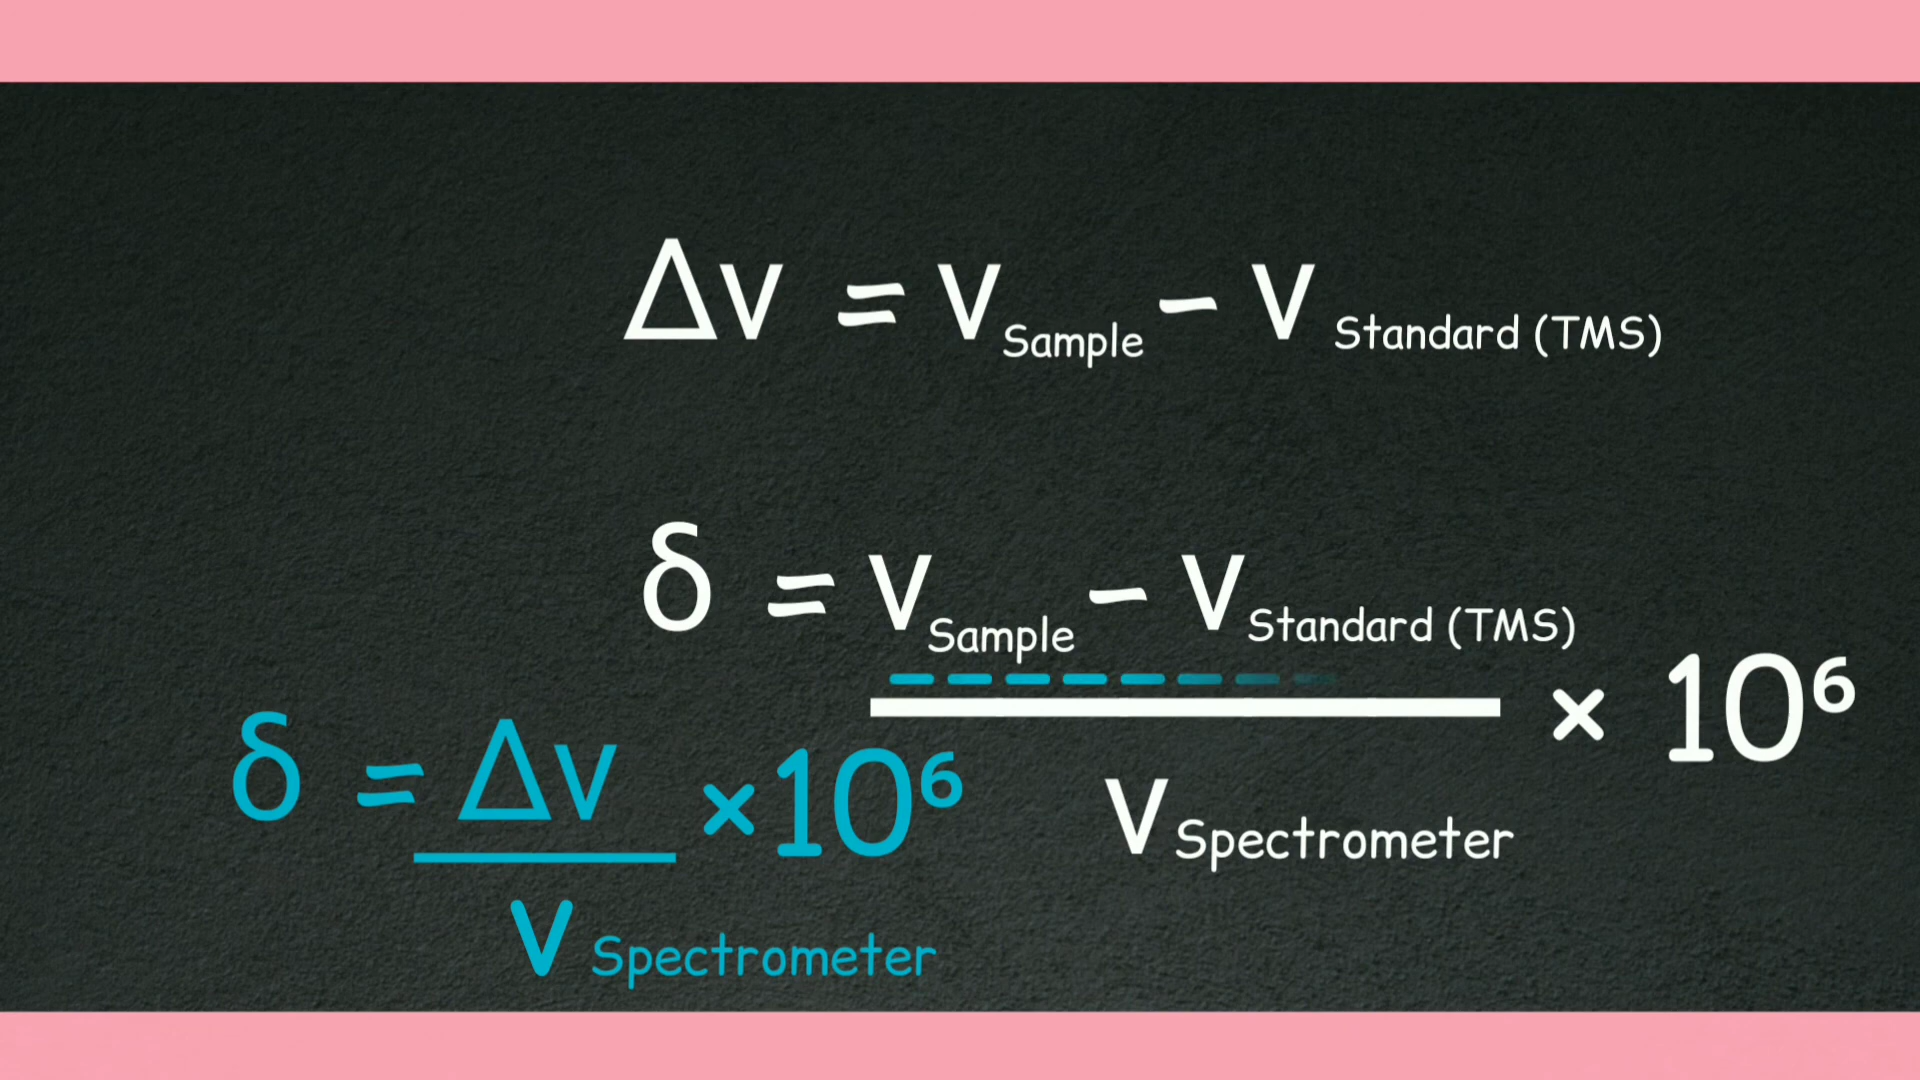 Δv = v Sample − v Standard (TMS)
δ = v Sample − v Standard (TMS)
× 10⁶
v Spectrometer
δ = Δv × 10⁶
v Spectrometer